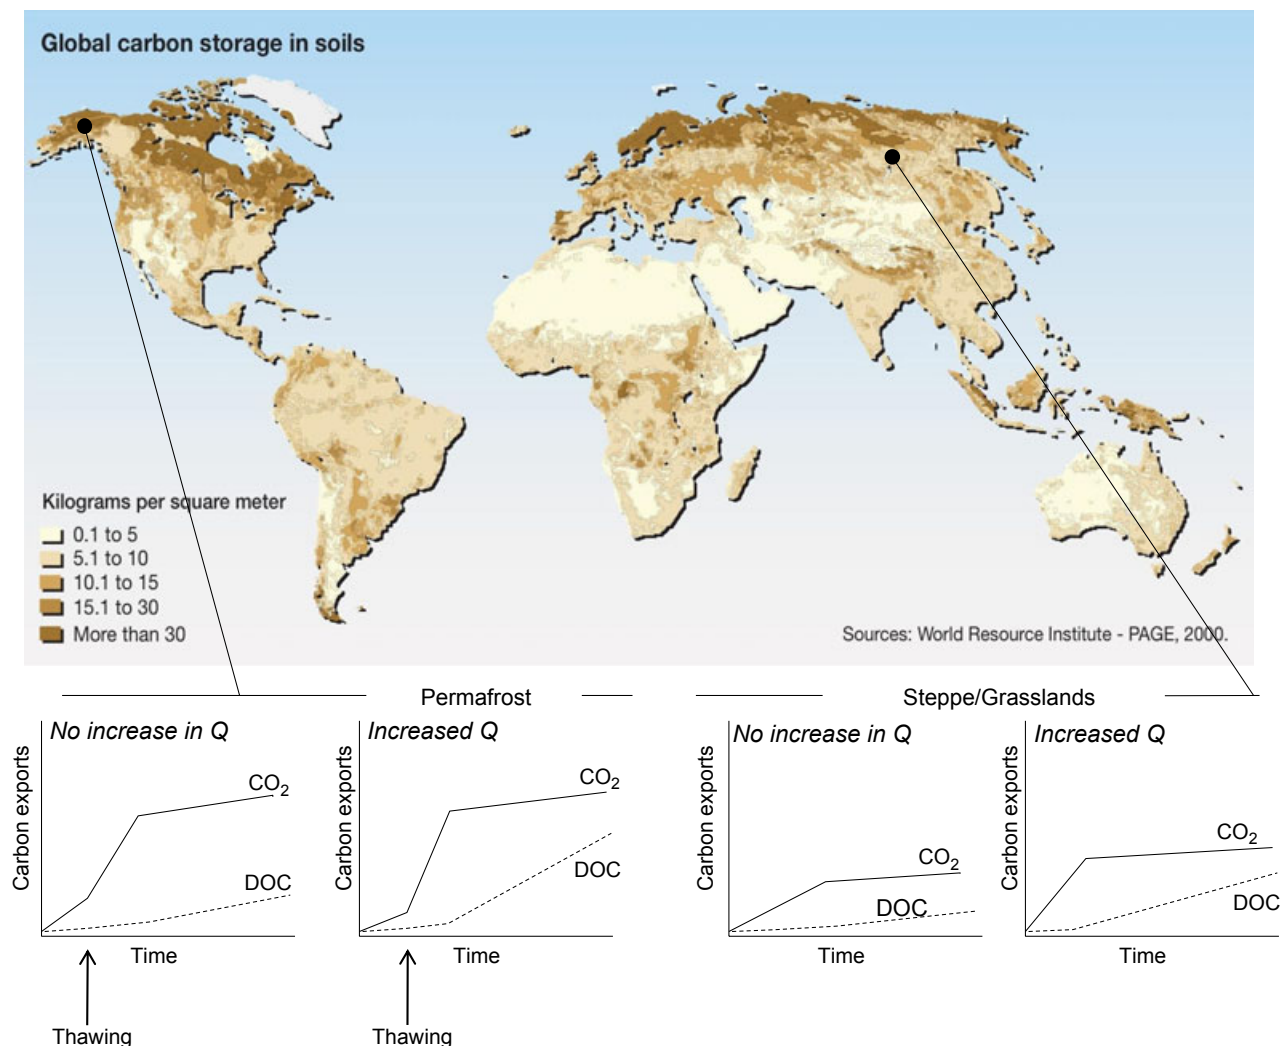 Global carbon storage in soils
Kilograms per square meter
0.1 to 5
5.1 to 10
10.1 to 15
15.1 to 30
More than 30
Sources: World Resource Institute - PAGE, 2000.
Permafrost
Steppe/Grasslands
No increase in Q
Carbon exports
CO2
DOC
Time
Thawing
Increased Q
Carbon exports
CO2
DOC
Time
Thawing
No increase in Q
Carbon exports
CO2
DOC
Time
Increased Q
Carbon exports
CO2
DOC
Time